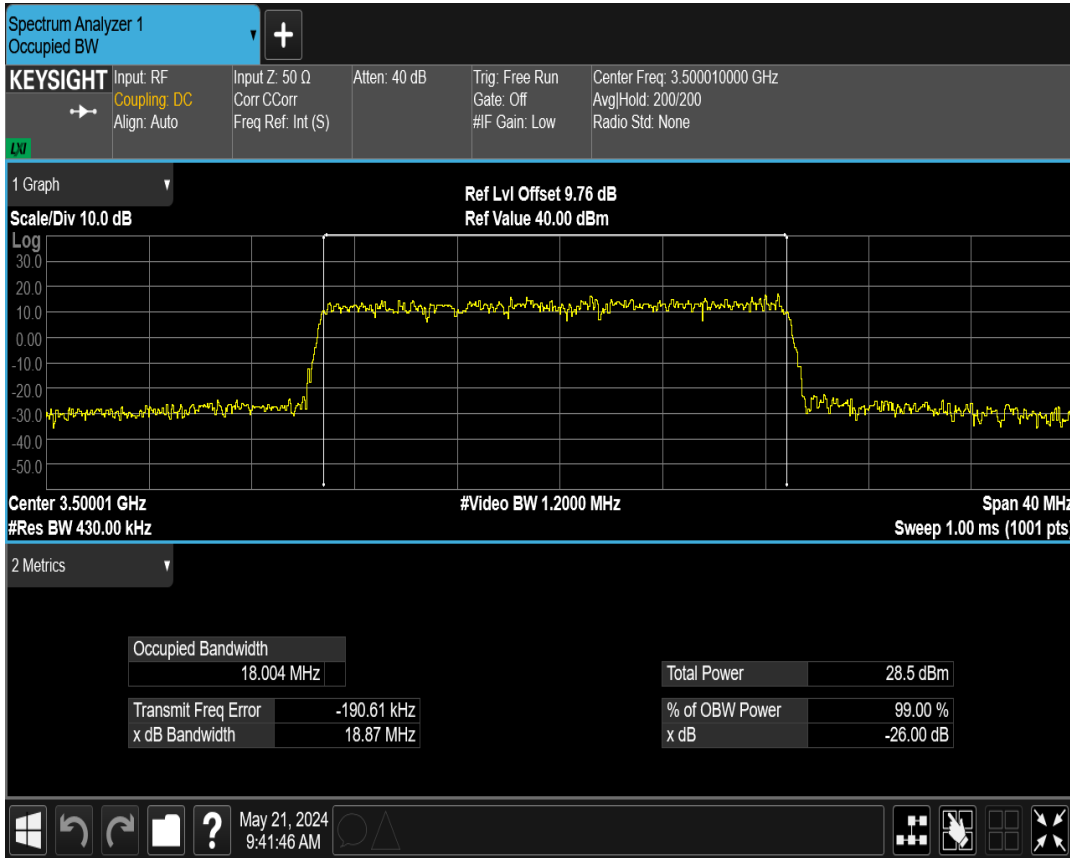 Spectrum Analyzer 1
Occupied BW
KEYSIGHT
LXI
Input: RF
Coupling: DC
Align: Auto
Input Z: 50 Ω
Corr CCorr
Freq Ref: Int (S)
Atten: 40 dB
Trig: Free Run
Gate: Off
#IF Gain: Low
Center Freq: 3.500010000 GHz
Avg|Hold: 200/200
Radio Std: None
1 Graph
Scale/Div 10.0 dB
Ref Lvl Offset 9.76 dB
Ref Value 40.00 dBm
Log
30.0
20.0
10.0
0.00
-10.0
-20.0
-30.0
-40.0
-50.0
Center 3.50001 GHz
#Video BW 1.2000 MHz
Span 40 MHz
#Res BW 430.00 kHz
Sweep 1.00 ms (1001 pts)
2 Metrics
Occupied Bandwidth
18.004 MHz
Total Power 28.5 dBm
Transmit Freq Error -190.61 kHz
% of OBW Power 99.00 %
x dB Bandwidth 18.87 MHz
x dB -26.00 dB
?
May 21, 2024
9:41:46 AM